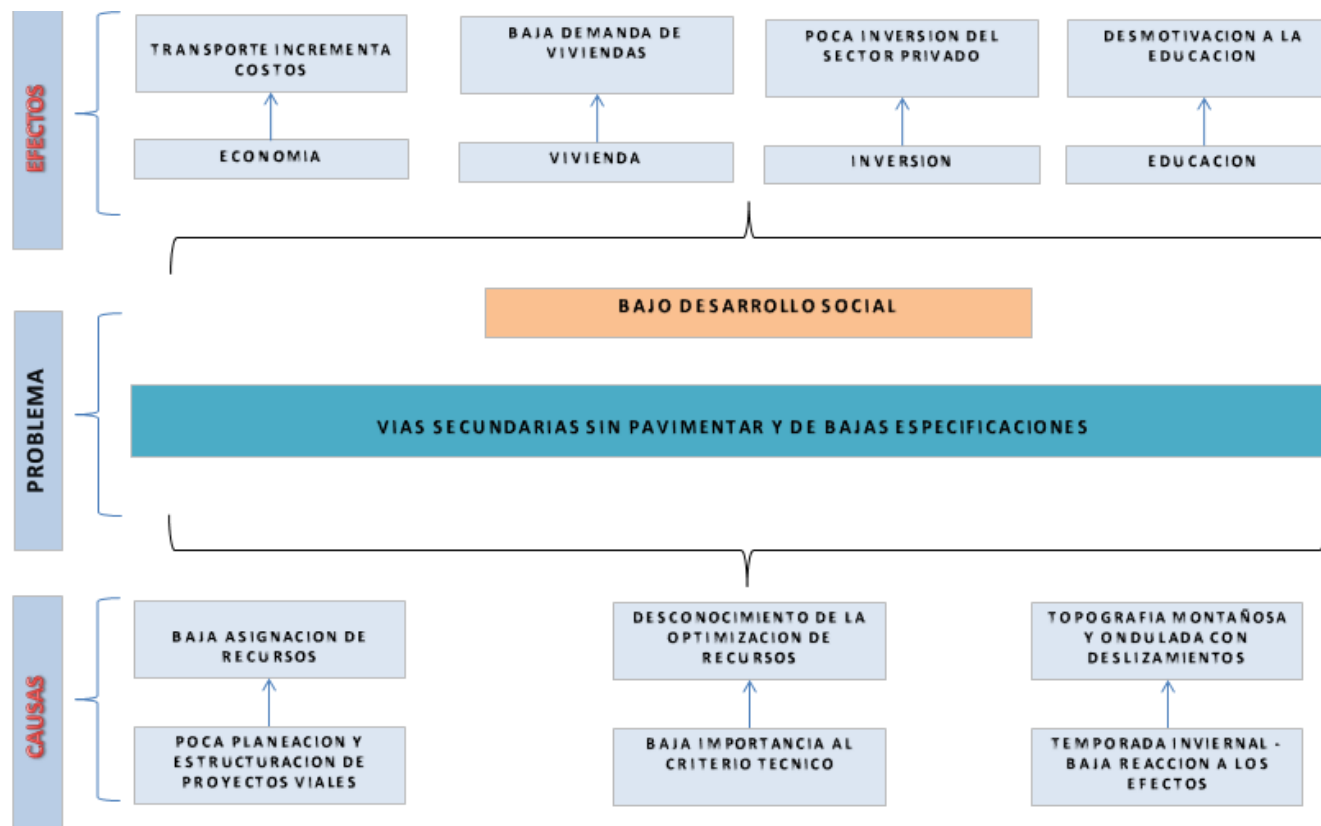 EFECTOS
TRANSPORTE INCREMENTA
COSTOS
BAJA DEMANDA DE
VIVIENDAS
POCA INVERSION DEL
SECTOR PRIVADO
DESMOTIVACION A LA
EDUCACION
ECONOMIA
VIVIENDA
INVERSION
EDUCACION
PROBLEMA
BAJO DESARROLLO SOCIAL
VIAS SECUNDARIAS SIN PAVIMENTAR Y DE BAJAS ESPECIFICACIONES
CAUSAS
BAJA ASIGNACION DE
RECURSOS
DESCONOCIMIENTO DE LA
OPTIMIZACION DE
RECURSOS
TOPOGRAFIA MONTAÑOSA
Y ONDULADA CON
DESLIZAMIENTOS
POCA PLANEACION Y
ESTRUCTURACION DE
PROYECTOS VIALES
BAJA IMPORTANCIA AL
CRITERIO TECNICO
TEMPORADA INVIERNAL -
BAJA REACCION A LOS
EFECTOS